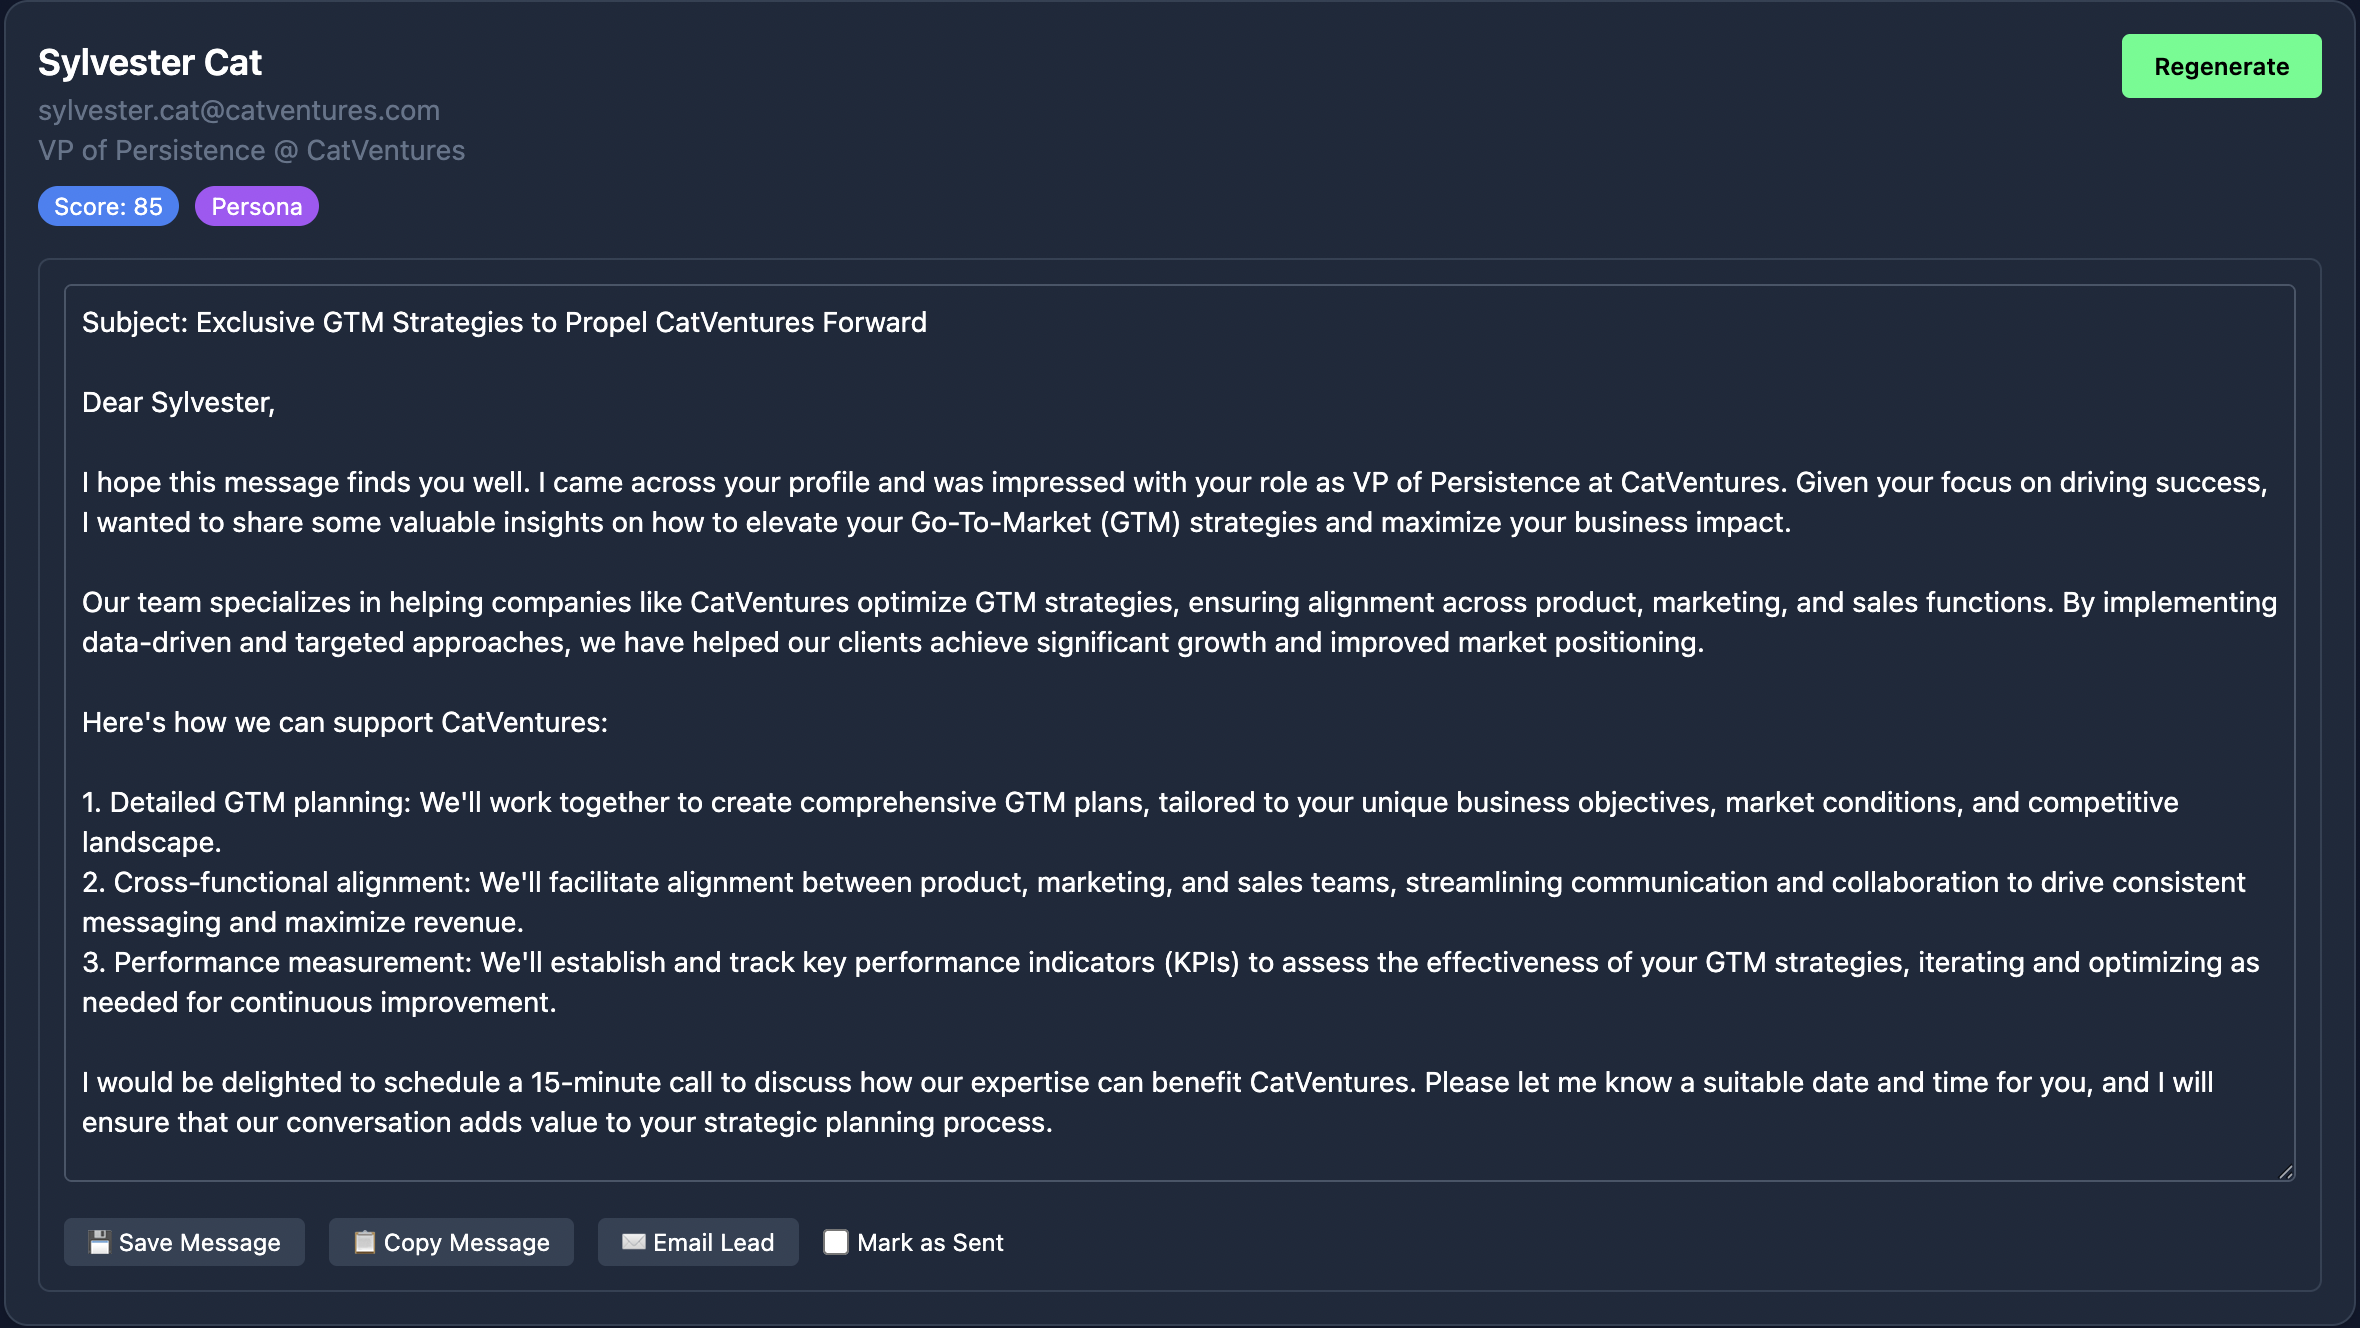 Sylvester Cat
Regenerate
sylvester.cat@catventures.com
VP of Persistence @ CatVentures
Score: 85
Persona
Subject: Exclusive GTM Strategies to Propel CatVentures Forward
Dear Sylvester,
I hope this message finds you well. I came across your profile and was impressed with your role as VP of Persistence at CatVentures. Given your focus on driving success,
I wanted to share some valuable insights on how to elevate your Go-To-Market (GTM) strategies and maximize your business impact.
Our team specializes in helping companies like CatVentures optimize GTM strategies, ensuring alignment across product, marketing, and sales functions. By implementing
data-driven and targeted approaches, we have helped our clients achieve significant growth and improved market positioning.
Here's how we can support CatVentures:
1. Detailed GTM planning: We'll work together to create comprehensive GTM plans, tailored to your unique business objectives, market conditions, and competitive
landscape.
2. Cross-functional alignment: We'll facilitate alignment between product, marketing, and sales teams, streamlining communication and collaboration to drive consistent
messaging and maximize revenue.
3. Performance measurement: We'll establish and track key performance indicators (KPIs) to assess the effectiveness of your GTM strategies, iterating and optimizing as
needed for continuous improvement.
I would be delighted to schedule a 15-minute call to discuss how our expertise can benefit CatVentures. Please let me know a suitable date and time for you, and I will
ensure that our conversation adds value to your strategic planning process.
Save Message
Copy Message
Email Lead
Mark as Sent